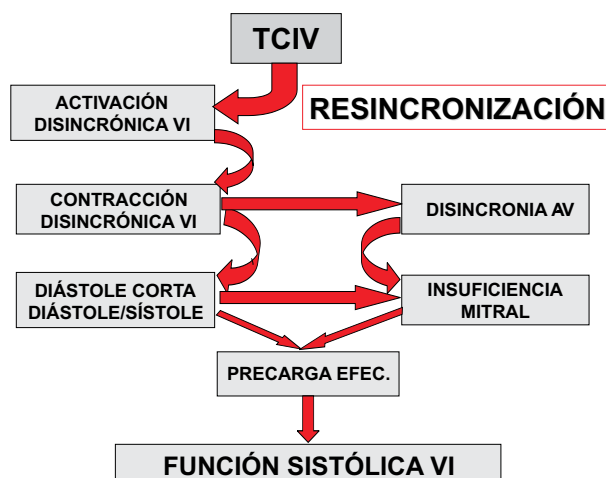 TCIV
ACTIVACIÓN
DISINCRÓNICA VI
RESINCRONIZACIÓN
CONTRACCIÓN
DISINCRÓNICA VI
DISINCRONIA AV
DIÁSTOLE CORTA
DIÁSTOLE/SÍSTOLE
INSUFICIENCIA
MITRAL
PRECARGA EFEC.
FUNCIÓN SISTÓLICA VI